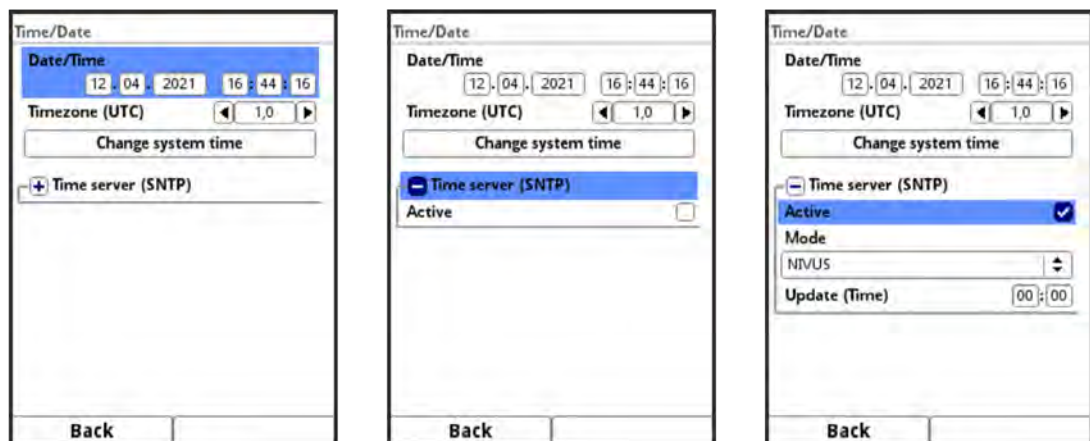 Time/Date
Date/Time
12 . 04 . 2021 16 : 44 : 16
Timezone (UTC) 1,0
Change system time
Time server (SNTP)
Back
Time/Date
Date/Time
12 . 04 . 2021 16 : 44 : 16
Timezone (UTC) 1,0
Change system time
Time server (SNTP)
Active
Back
Time/Date
Date/Time
12 . 04 . 2021 16 : 44 : 16
Timezone (UTC) 1,0
Change system time
Time server (SNTP)
Active
Mode
NIVUS
Update (Time) 00 : 00
Back